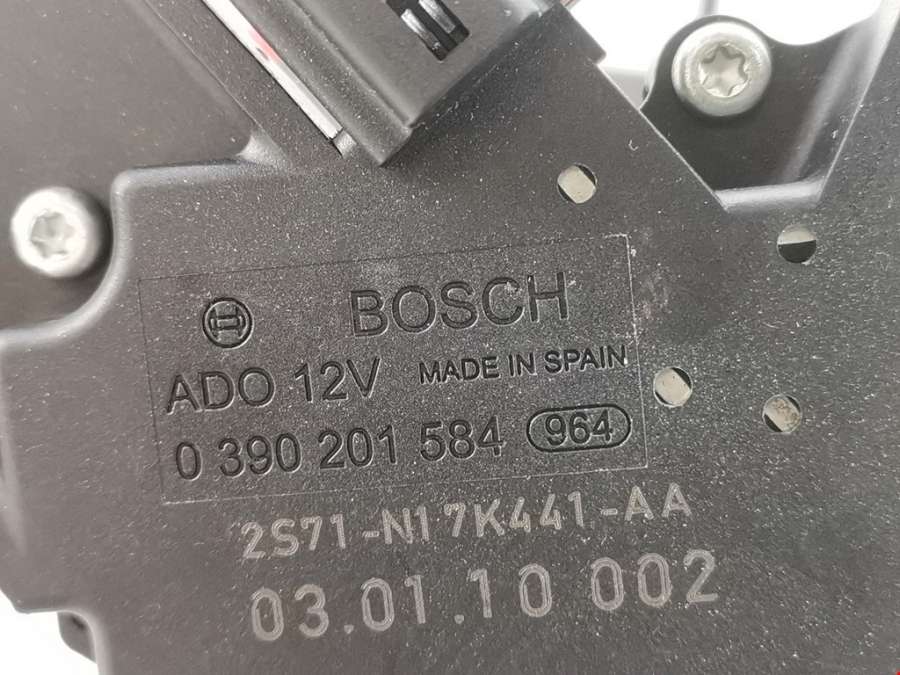 BOSCH
ADO 12V MADE IN SPAIN
0 390 201 584 964
2S71-N17K441-AA
03.01.10 002